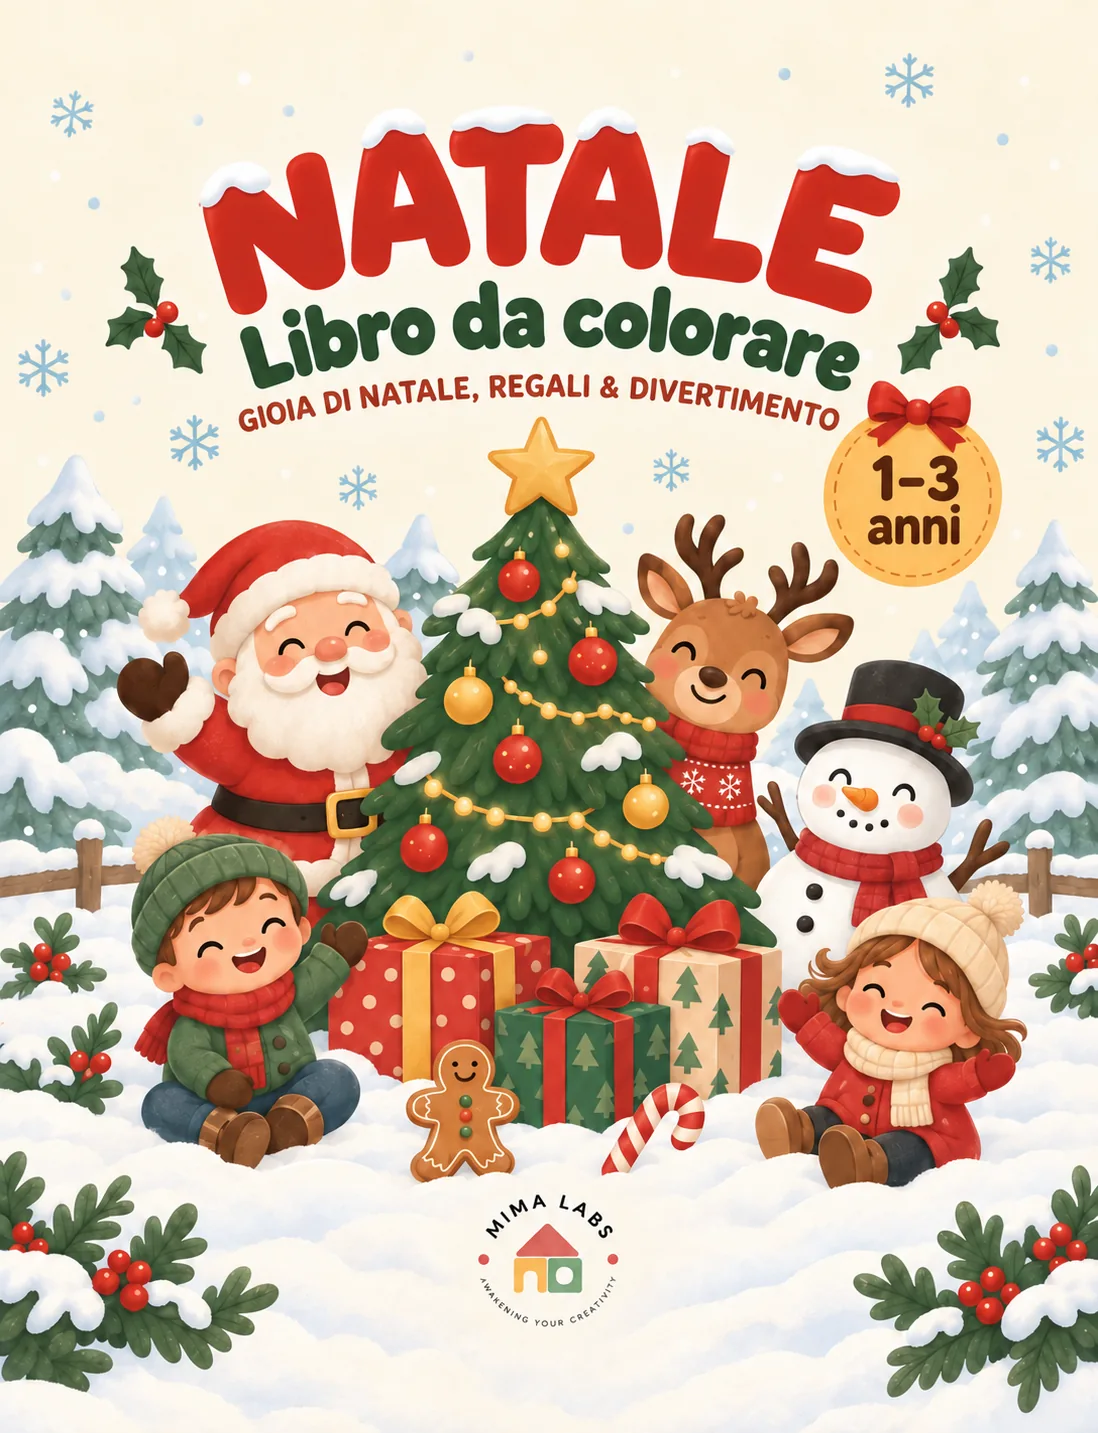 NATALE
Libro da colorare
GIOIA DI NATALE, REGALI & DIVERTIMENTO
1-3
anni
MIMA LABS
AWAKENING YOUR CREATIVITY